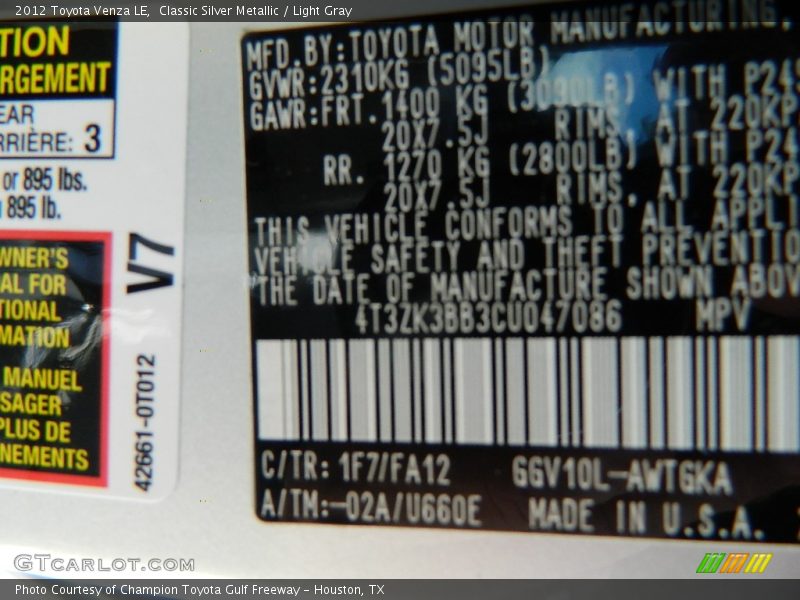 2012 Toyota Venza LE,  Classic Silver Metallic / Light Gray
TION
RGEMENT
EAR
RRIÈRE: 3
or 895 lbs.
895 lb.
WNER'S
AL FOR
TIONAL
MATION
MANUEL
SAGER
PLUS DE
NEMENTS
V7
42661-0T012
MFD.BY:TOYOTA MOTOR MANUFACTURING.
GVWR:2310KG (5095LB)
GAWR:FRT.1400 KG (3090LB) WITH P245
20X7.5J RIMS, AT 220KP
RR. 1270 KG (2800LB) WITH P245
20X7.5J RIMS, AT 220KP
THIS VEHICLE CONFORMS TO ALL APPLI
VEHICLE SAFETY AND THEFT PREVENTIO
THE DATE OF MANUFACTURE SHOWN ABOV
4T3ZK3BB3CU047086 MPV
C/TR: 1F7/FA12 GGV10L-AWTGKA
A/TM:-02A/U660E MADE IN U.S.A.
GTCARLOT.COM
Photo Courtesy of Champion Toyota Gulf Freeway - Houston, TX